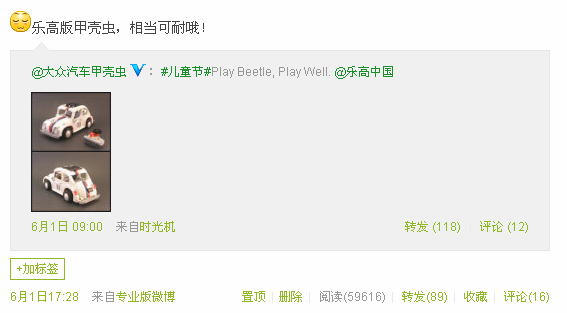 乐高版甲壳虫，相当可耐哦！
@大众汽车甲壳虫：#儿童节#Play Beetle, Play Well. @乐高中国
6月1日 09:00 来自时光机 转发 (118) 评论 (12)
+加标签
6月1日17:28 来自专业版微博 置顶 删除 阅读(59616) 转发(89) 收藏 评论(16)